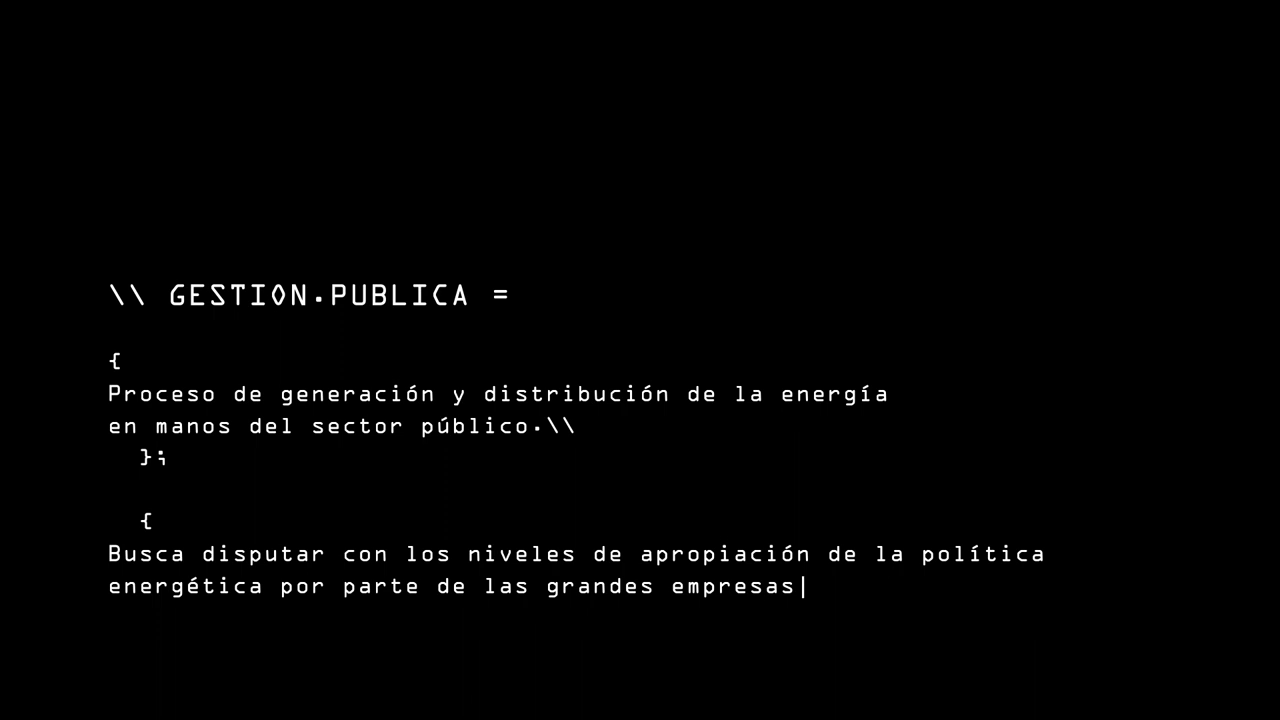 \\ GESTION.PUBLICA =
{
Proceso de generación y distribución de la energía
en manos del sector público.\\
};
{
Busca disputar con los niveles de apropiación de la política
energética por parte de las grandes empresas|